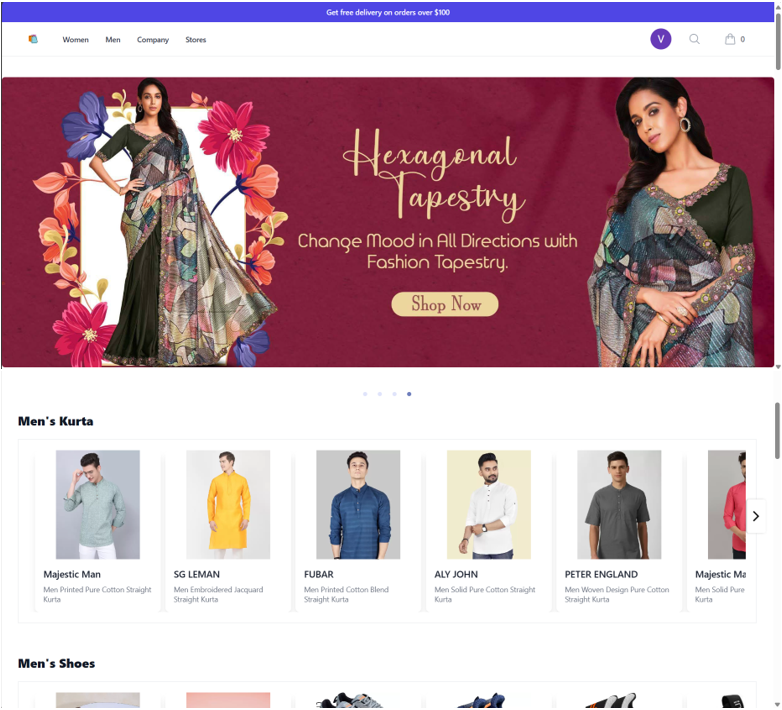 Get free delivery on orders over $100
Women Men Company Stores
V
0
Hexagonal
Tapestry
Change Mood in All Directions with
Fashion Tapestry.
Shop Now
Men's Kurta
Majestic Man
Men Printed Pure Cotton Straight
Kurta
SG LEMAN
Men Embroidered Jacquard
Straight Kurta
FUBAR
Men Printed Cotton Blend
Straight Kurta
ALY JOHN
Men Solid Pure Cotton Straight
Kurta
PETER ENGLAND
Men Woven Design Pure Cotton
Straight Kurta
Majestic Ma
Men Solid Pure
Kurta
Men's Shoes